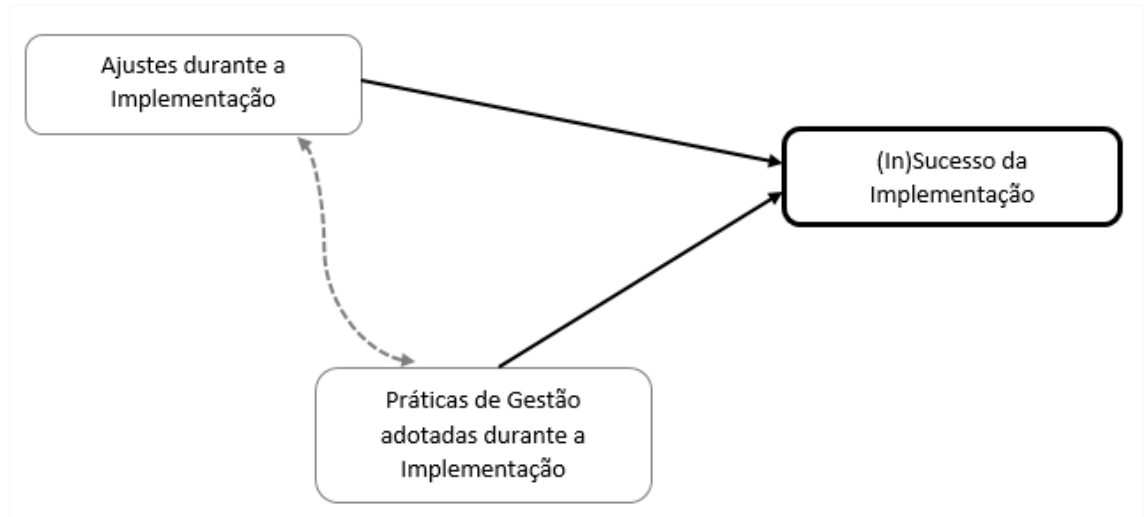 Ajustes durante a
Implementação
(In)Sucesso da
Implementação
Práticas de Gestão
adotadas durante a
Implementação